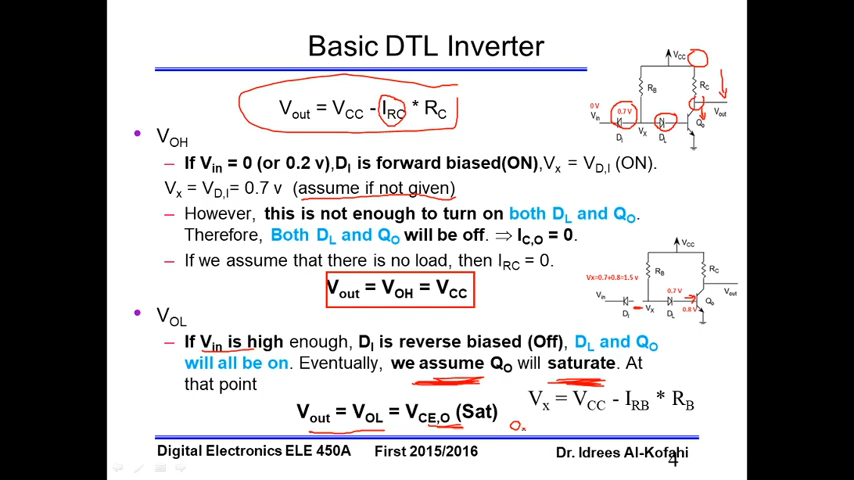 Basic DTL Inverter
Vout = VCC - IRC * RC
• VOH
– If Vin = 0 (or 0.2 v),DI is forward biased(ON),Vx = VD,I (ON).
Vx = VD,I= 0.7 v (assume if not given)
– However, this is not enough to turn on both DL and QO.
Therefore, Both DL and QO will be off. ⇒ IC,O = 0.
– If we assume that there is no load, then IRC = 0.
Vout = VOH = VCC
• VOL
– If Vin is high enough, DI is reverse biased (Off), DL and QO
will all be on. Eventually, we assume QO will saturate. At
that point
Vx = VCC – IRB * RB
Vout = VOL = VCE,O (Sat)
VCC
RB
RC
0 V
0.7 V
Vin
Vout
DI
VX
DL
QO
VCC
RB
RC
Vx=0.7+0.8=1.5 v
0.7 V
Vout
Vin
QO
0.8 V
DI
VX
DL
Digital Electronics ELE 450A
First 2015/2016
Dr. Idrees Al-Kofahi
4